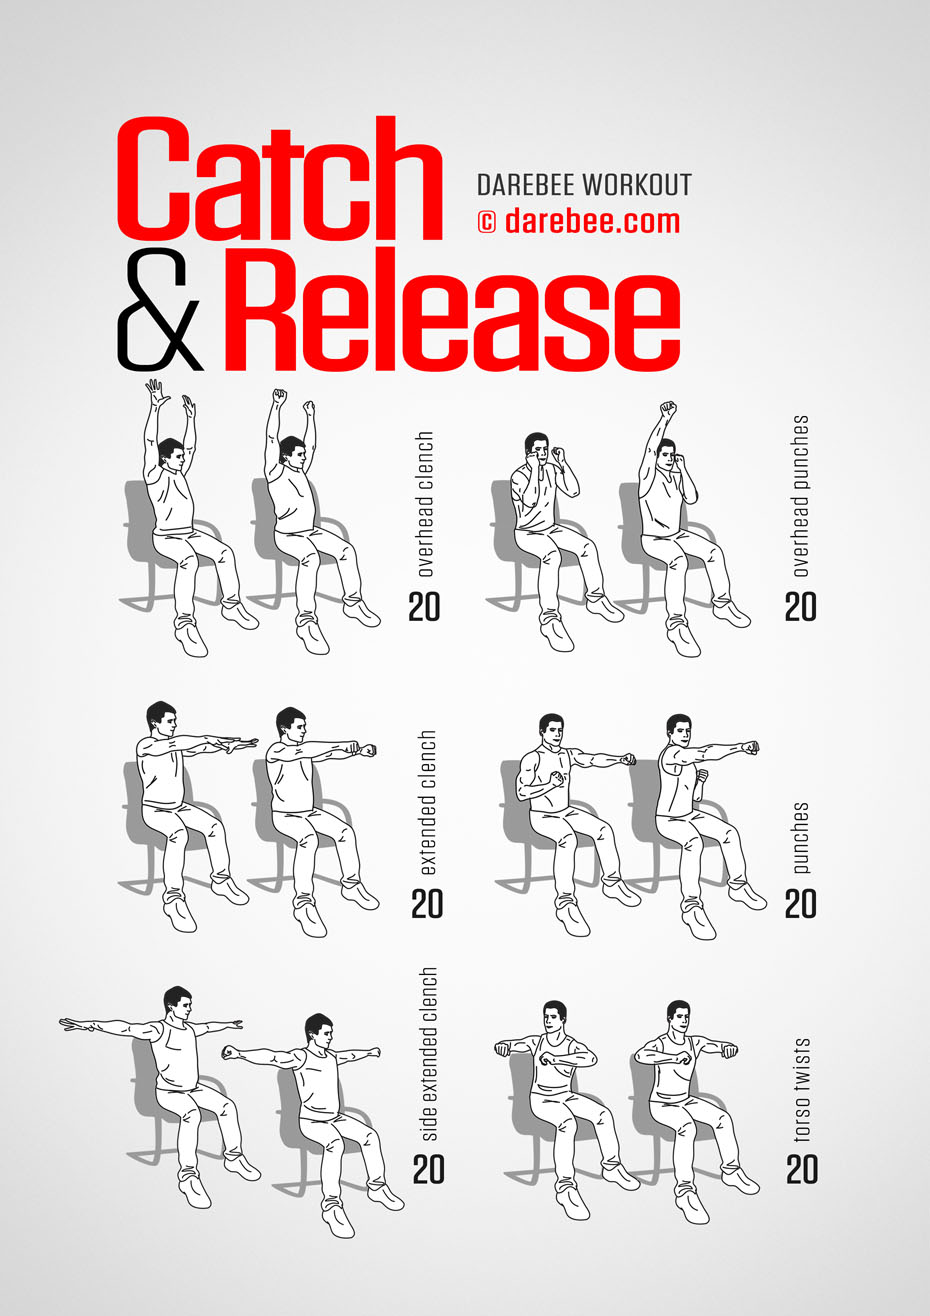 Catch
& Release
DAREBEE WORKOUT
© darebee.com
overhead clench
20
overhead punches
20
extended clench
20
punches
20
side extended clench
20
torso twists
20